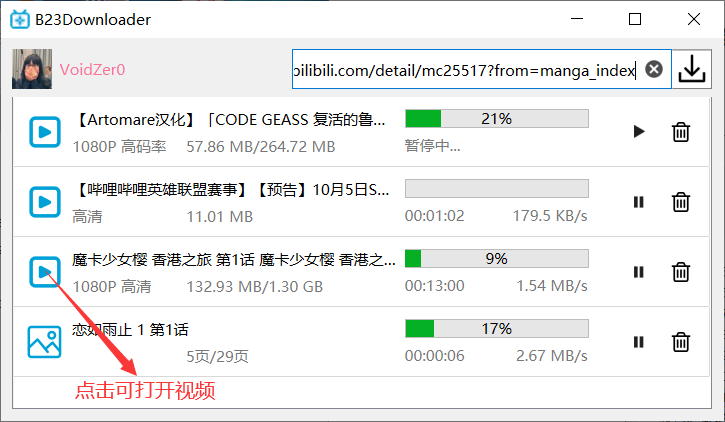 B23Downloader
VoidZer0
bilibili.com/detail/mc25517?from=manga_index
【Artomare汉化】「CODE GEASS 复活的鲁...
21%
1080P 高码率 57.86 MB/264.72 MB
暂停中...
【哔哩哔哩英雄联盟赛事】【预告】10月5日S...
高清 11.01 MB
00:01:02 179.5 KB/s
魔卡少女樱 香港之旅 第1话 魔卡少女樱 香港之...
9%
1080P 高清 132.93 MB/1.30 GB
00:13:00 1.54 MB/s
恋如雨止 1 第1话
17%
5页/29页
00:00:06 2.67 MB/s
点击可打开视频